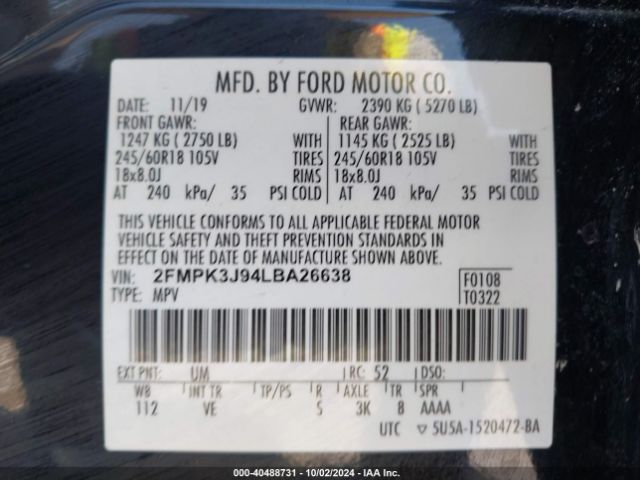 MFD. BY FORD MOTOR CO.
DATE: 11/19 GVWR: 2390 KG ( 5270 LB)
FRONT GAWR: REAR GAWR:
1247 KG ( 2750 LB) WITH 1145 KG ( 2525 LB) WITH
245/60R18 105V TIRES 245/60R18 105V TIRES
18x8.0J RIMS 18x8.0J RIMS
AT 240 kPa/ 35 PSI COLD AT 240 kPa/ 35 PSI COLD
THIS VEHICLE CONFORMS TO ALL APPLICABLE FEDERAL MOTOR
VEHICLE SAFETY AND THEFT PREVENTION STANDARDS IN
EFFECT ON THE DATE OF MANUFACTURE SHOWN ABOVE.
VIN: 2FMPK3J94LBA26638 F0108
TYPE: MPV T0322
EXT PNT: UM RC: 52 DSO:
WB INT TR TP/PS R AXLE TR SPR
112 VE S 3K 8 AAAA
UTC 5U5A-1520472-BA
000-40488731 - 10/02/2024 - IAA Inc.